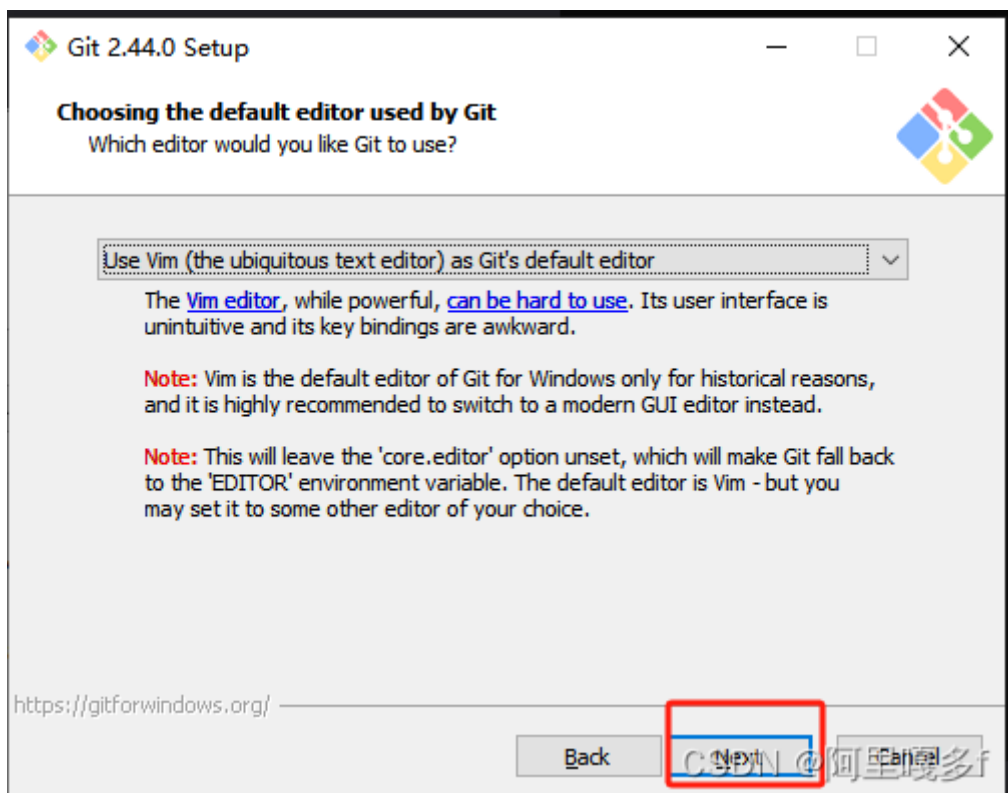 Git 2.44.0 Setup
Choosing the default editor used by Git
Which editor would you like Git to use?
Use Vim (the ubiquitous text editor) as Git's default editor
The Vim editor, while powerful, can be hard to use. Its user interface is
unintuitive and its key bindings are awkward.
Note: Vim is the default editor of Git for Windows only for historical reasons,
and it is highly recommended to switch to a modern GUI editor instead.
Note: This will leave the 'core.editor' option unset, which will make Git fall back
to the 'EDITOR' environment variable. The default editor is Vim - but you
may set it to some other editor of your choice.
https://gitforwindows.org/
Back Next Cancel
CSDN @阿里嘎多f